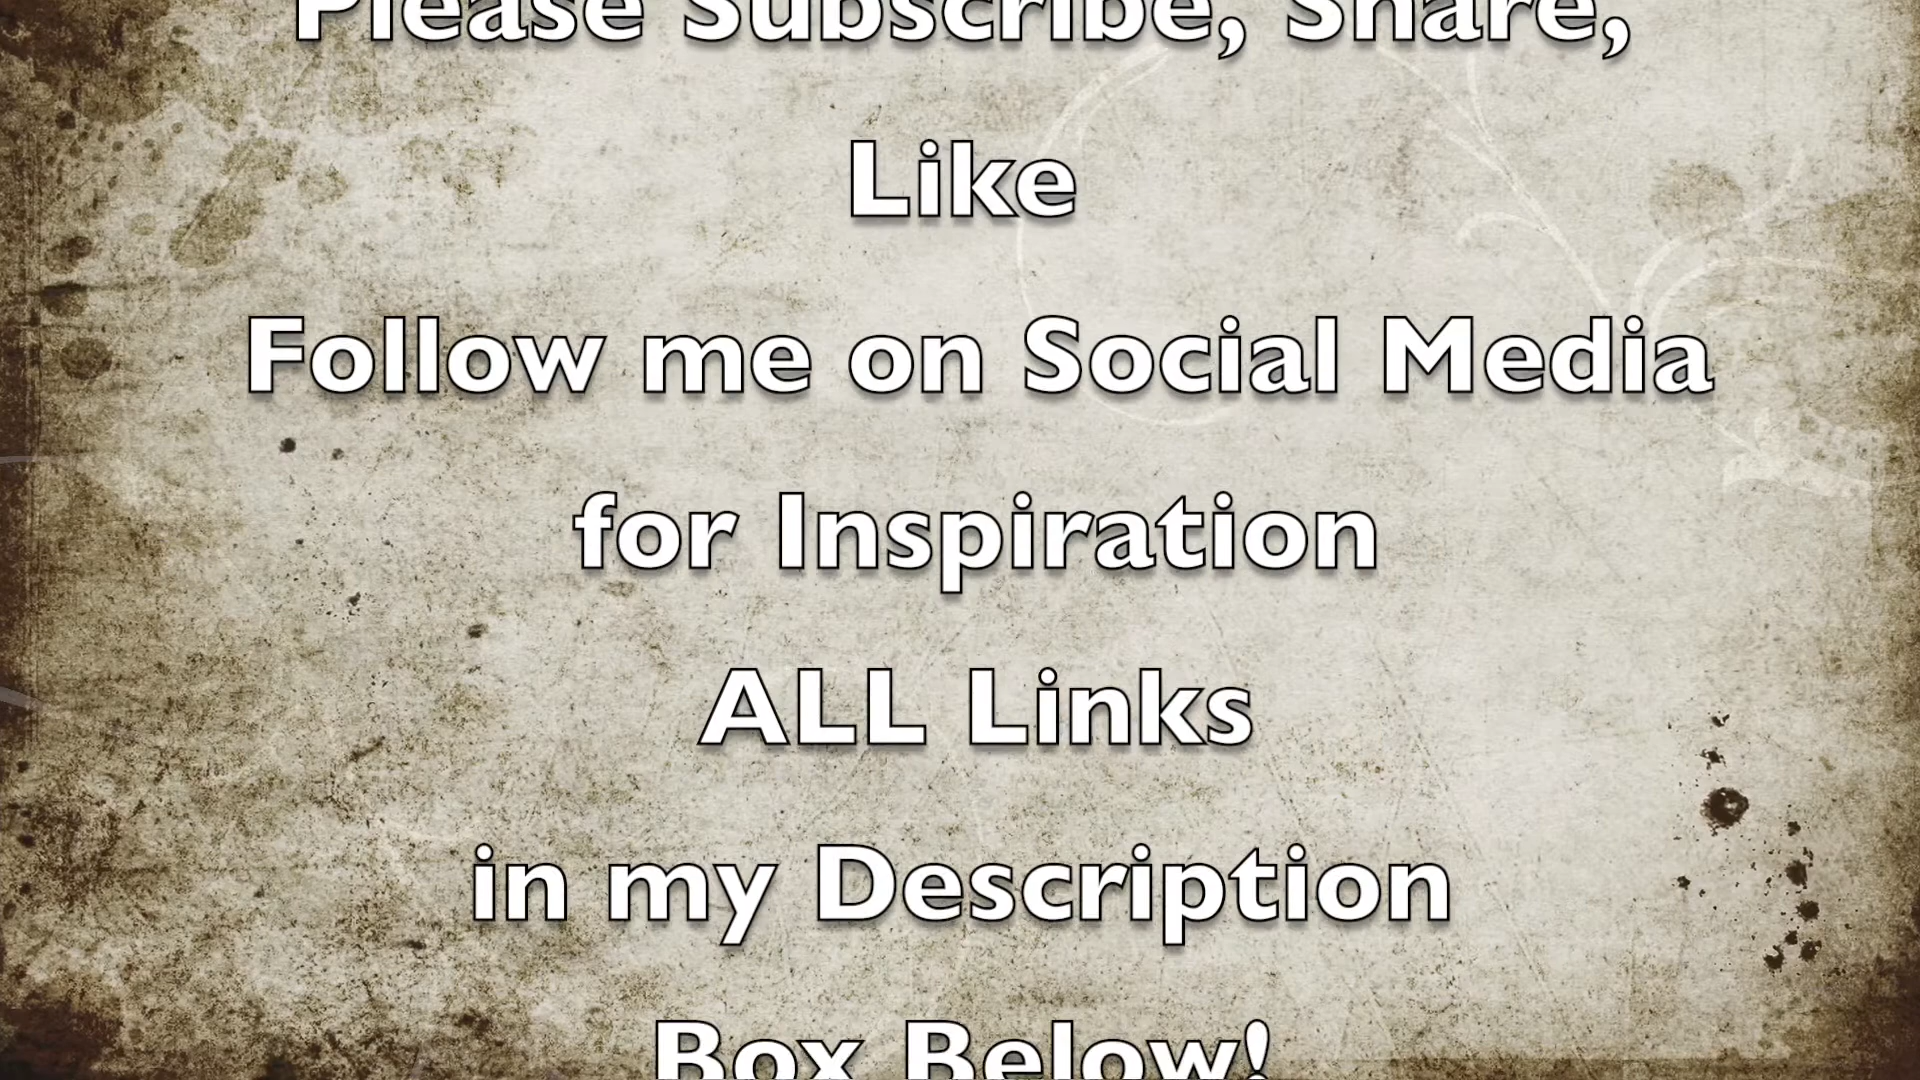 Please Subscribe, Share,
Like
Follow me on Social Media
for Inspiration
ALL Links
in my Description
Box Below!